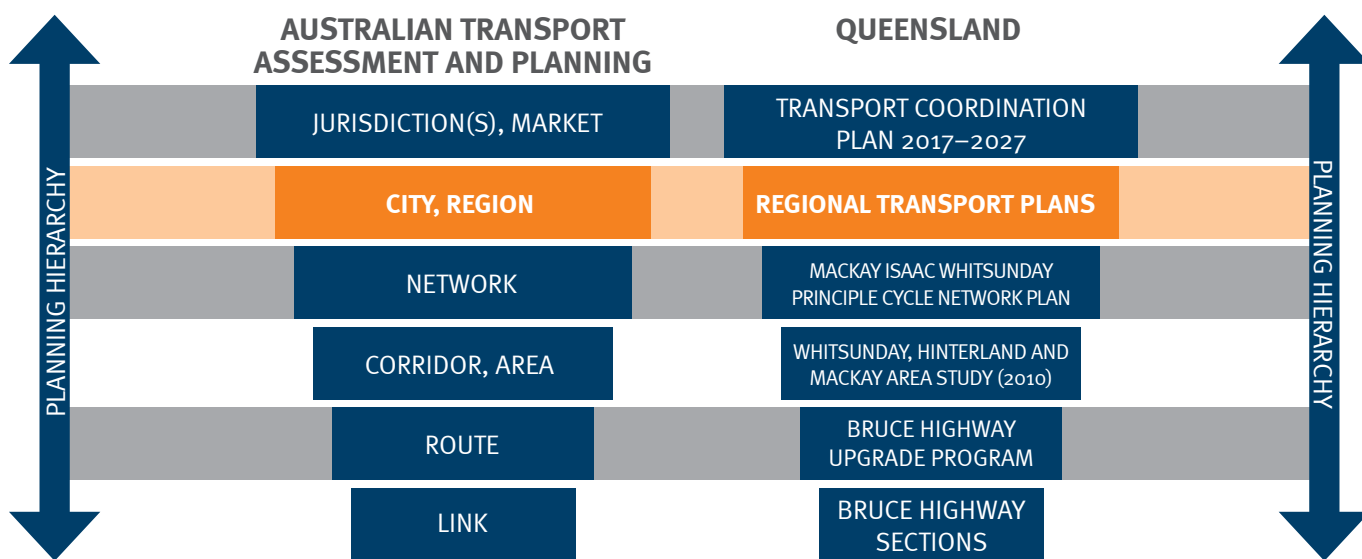 AUSTRALIAN TRANSPORT
ASSESSMENT AND PLANNING
QUEENSLAND
PLANNING HIERARCHY
JURISDICTION(S), MARKET
TRANSPORT COORDINATION
PLAN 2017–2027
CITY, REGION
REGIONAL TRANSPORT PLANS
NETWORK
MACKAY ISAAC WHITSUNDAY
PRINCIPLE CYCLE NETWORK PLAN
CORRIDOR, AREA
WHITSUNDAY, HINTERLAND AND
MACKAY AREA STUDY (2010)
ROUTE
BRUCE HIGHWAY
UPGRADE PROGRAM
LINK
BRUCE HIGHWAY
SECTIONS
PLANNING HIERARCHY